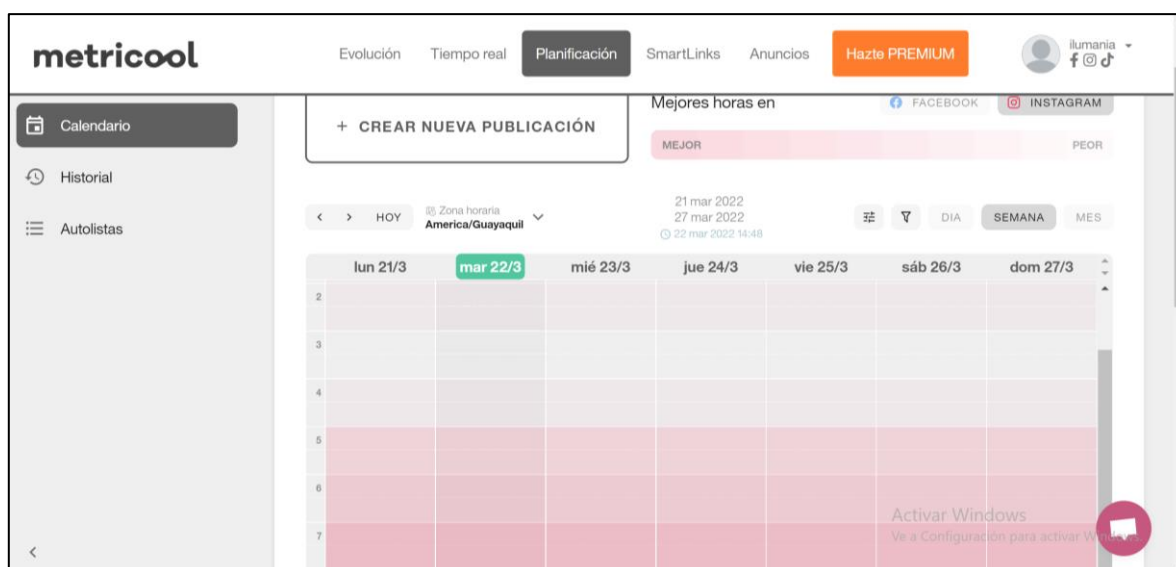 metricool
Evolución Tiempo real Planificación SmartLinks Anuncios Hazte PREMIUM ilumania
Calendario
Historial
Autolistas
+ CREAR NUEVA PUBLICACIÓN
Mejores horas en FACEBOOK INSTAGRAM
MEJOR PEOR
< > HOY
Zona horaria
America/Guayaquil
21 mar 2022
27 mar 2022
22 mar 2022 14:48
DIA SEMANA MES
lun 21/3 mar 22/3 mié 23/3 jue 24/3 vie 25/3 sáb 26/3 dom 27/3
2
3
4
5
6
7
Activar Windows
Ve a Configuración para activar Windows.